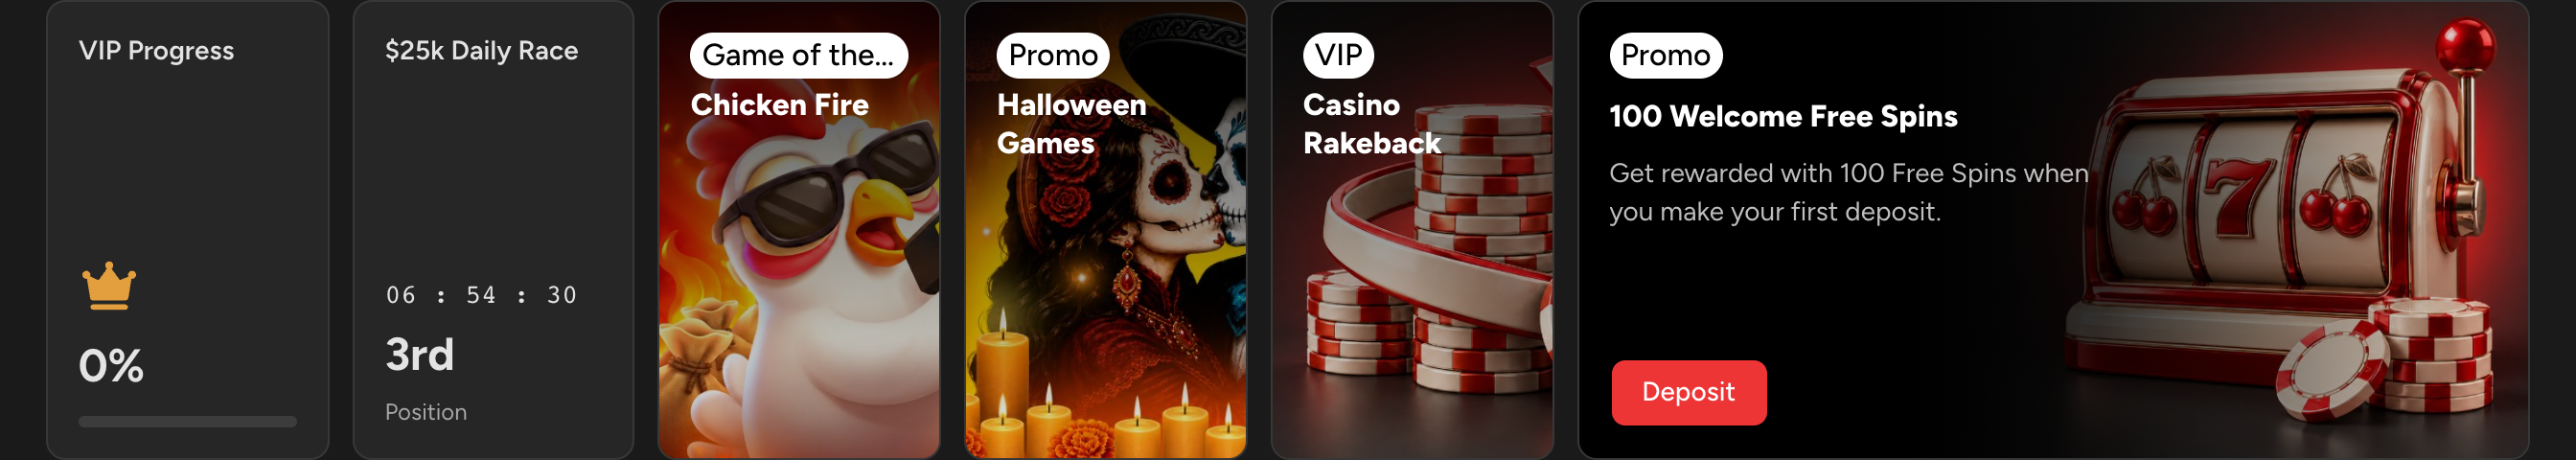 VIP Progress
0%
$25k Daily Race
06 : 54 : 30
3rd
Position
Game of the...
Chicken Fire
Promo
Halloween
Games
VIP
Casino
Rakeback
Promo
100 Welcome Free Spins
Get rewarded with 100 Free Spins when
you make your first deposit.
Deposit
7